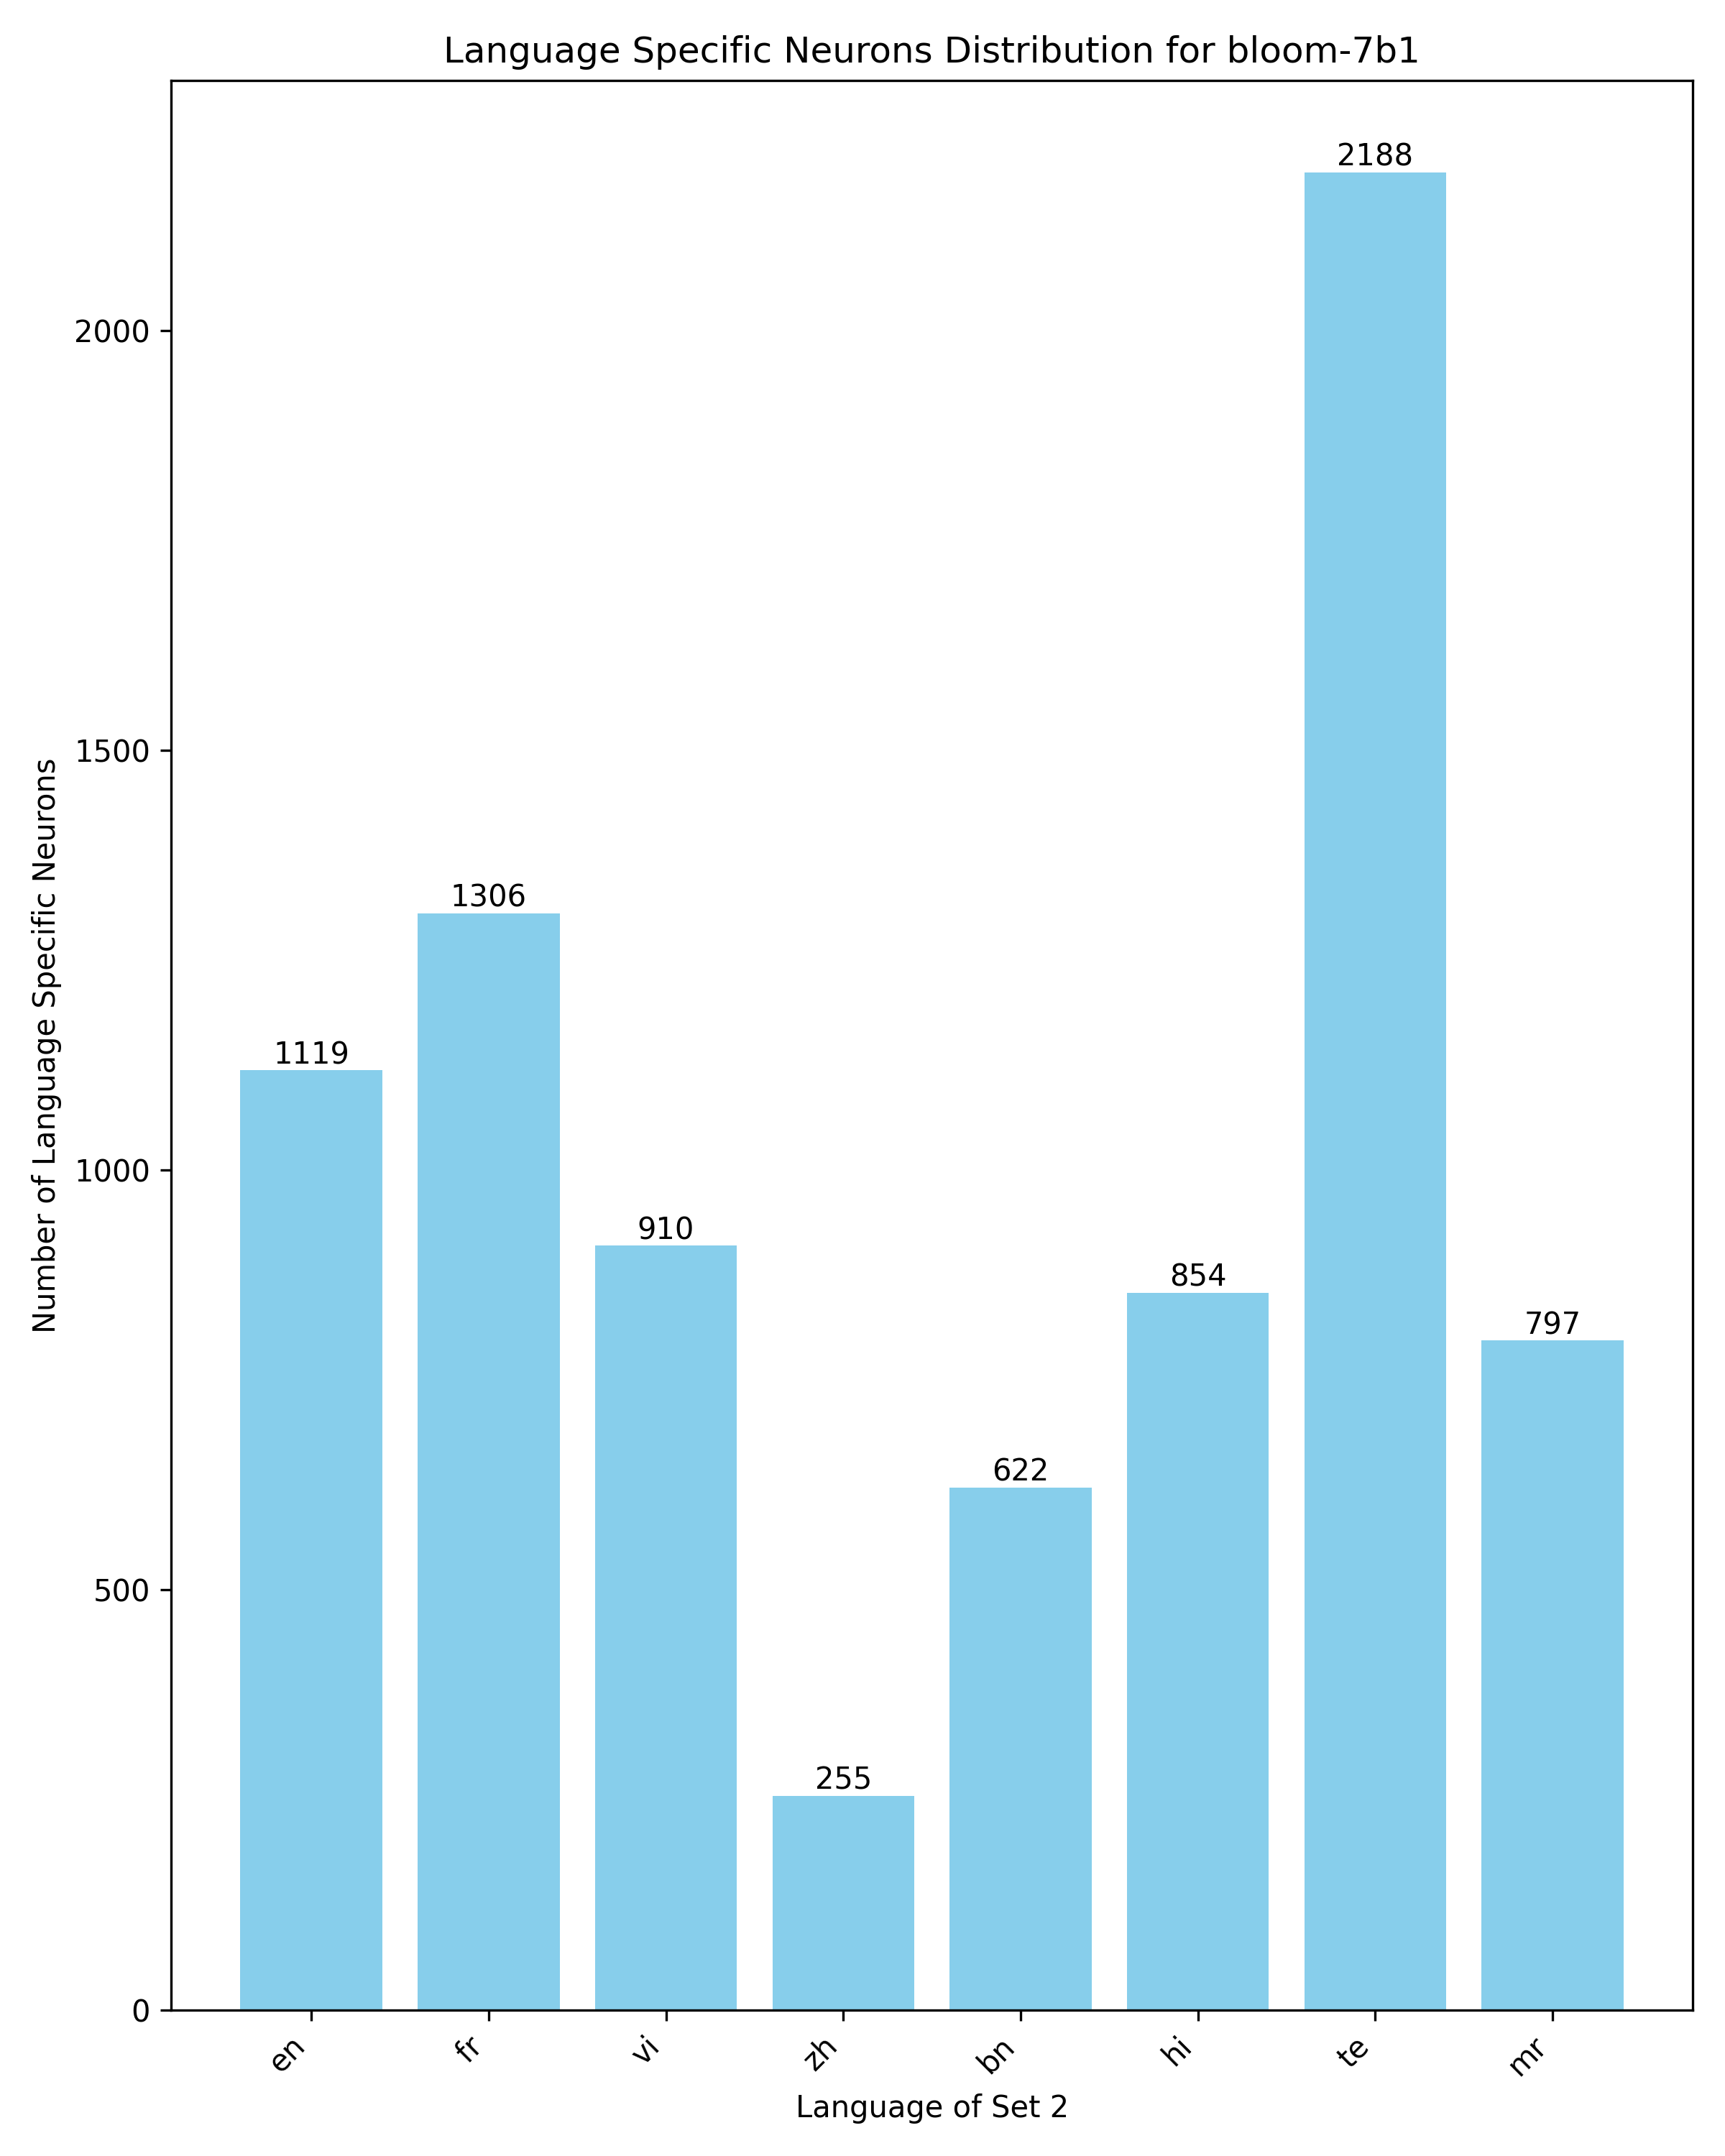 Language Specific Neurons Distribution for bloom-7b1
Number of Language Specific Neurons
2000
1500
1000
500
0
1119
1306
910
255
622
854
2188
797
en
fr
vi
zh
bn
hi
te
mr
Language of Set 2